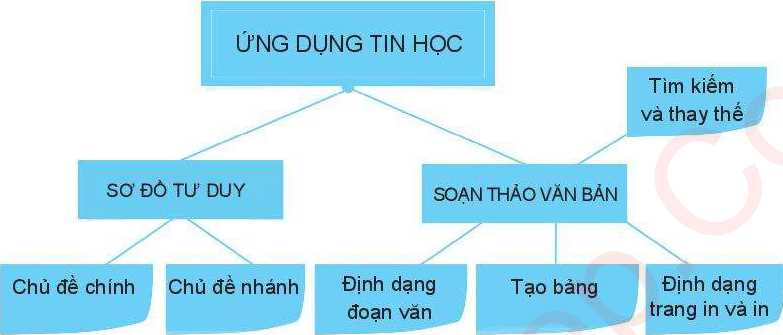 ỨNG DỤNG TIN HỌC
Tìm kiếm
và thay thế
SƠ ĐỒ TƯ DUY
SOẠN THẢO VĂN BẢN
Chủ đề chính
Chủ đề nhánh
Định dạng
đoạn văn
Tạo bảng
Định dạng
trang in và in